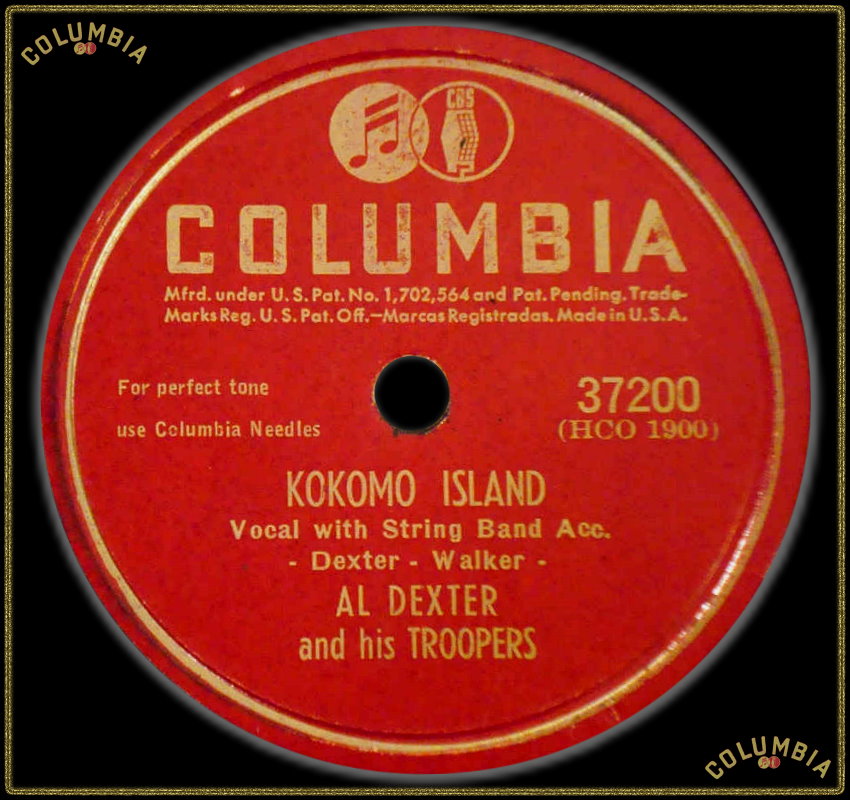 COLUMBIA
CBS
COLUMBIA
Mfrd. under U.S. Pat. No. 1,702,564 and Pat. Pending. Trade-
Marks Reg. U.S. Pat. Off.—Marcas Registradas. Made in U.S.A.
For perfect tone
use Columbia Needles
37200
(HCO 1900)
KOKOMO ISLAND
Vocal with String Band Acc.
- Dexter - Walker -
AL DEXTER
and his TROOPERS
COLUMBIA